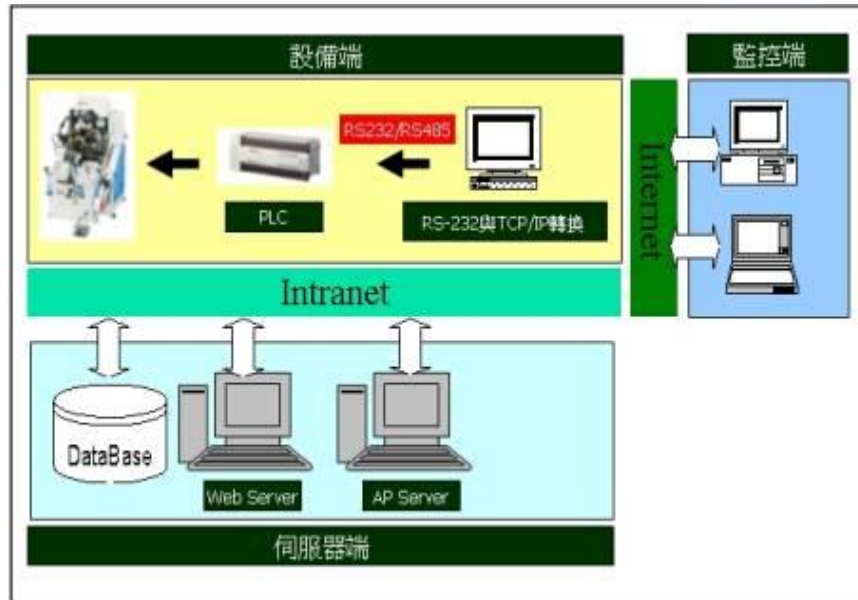 設備端
監控端
RS232/RS485
PLC
RS-232與TCP/IP轉換
Internet
Intranet
DataBase
Web Server
AP Server
伺服器端